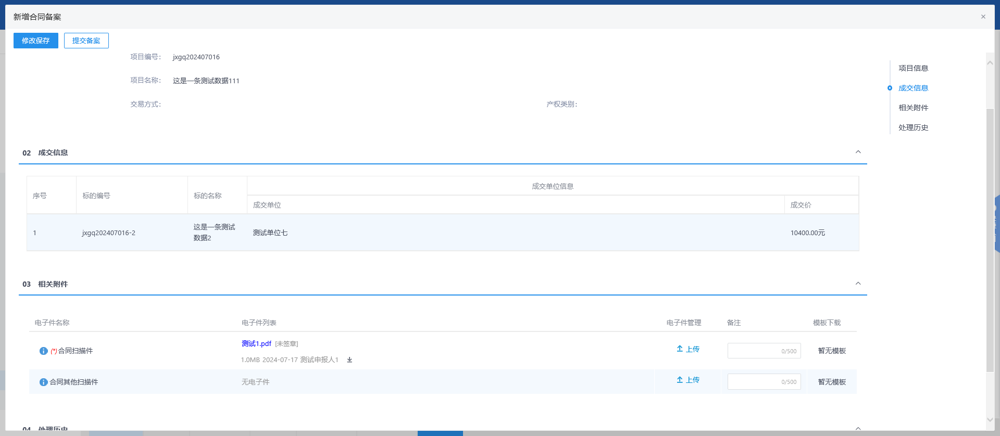 新增合同备案
×
修改保存 提交备案
项目编号： jxgq202407016
项目名称： 这是一条测试数据111
交易方式： 产权类别：
项目信息
成交信息
相关附件
处理历史
02 成交信息
序号 标的编号 标的名称 成交单位信息
成交单位 成交价
1 jxgq202407016-2 这是一条测试数据2 测试单位七 10400.00元
03 相关附件
电子件名称 电子件列表 电子件管理 备注 模板下载
(*)合同扫描件 测试1.pdf [未签章] 上传 0/500 暂无模板
1.0MB 2024-07-17 测试申报人1
合同其他扫描件 无电子件 上传 0/500 暂无模板
04 处理历史